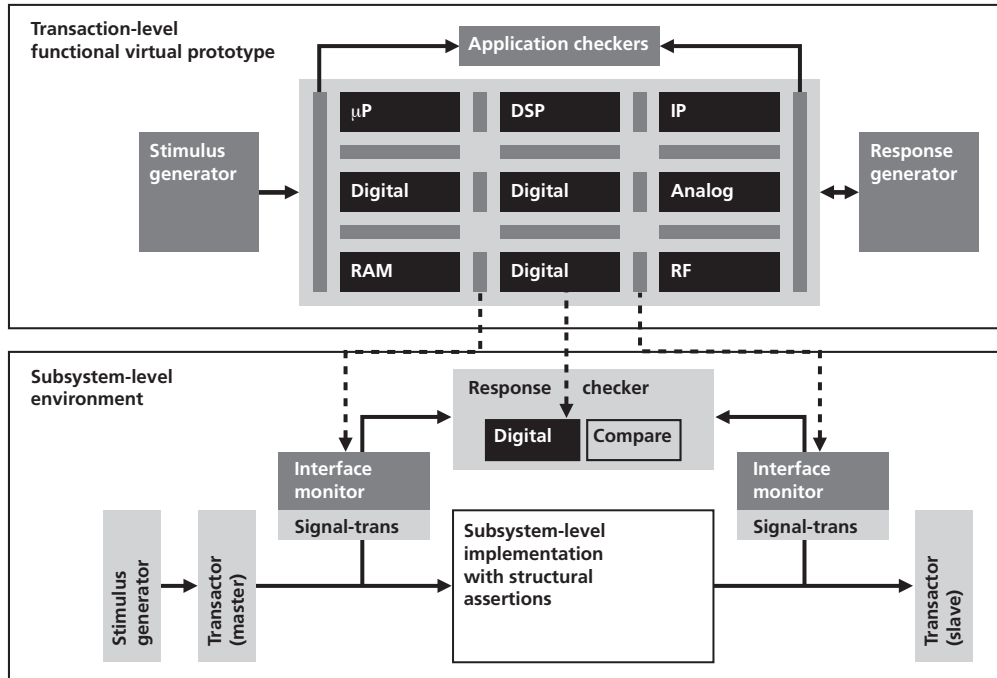 Transaction-level
functional virtual prototype
Application checkers
μP
DSP
IP
Stimulus
generator
Response
generator
Digital
Digital
Analog
RAM
Digital
RF
Subsystem-level
environment
Response checker
Digital
Compare
Interface
monitor
Interface
monitor
Signal-trans
Signal-trans
Stimulus
generator
Transactor
(master)
Subsystem-level
implementation
with structural
assertions
Transactor
(slave)